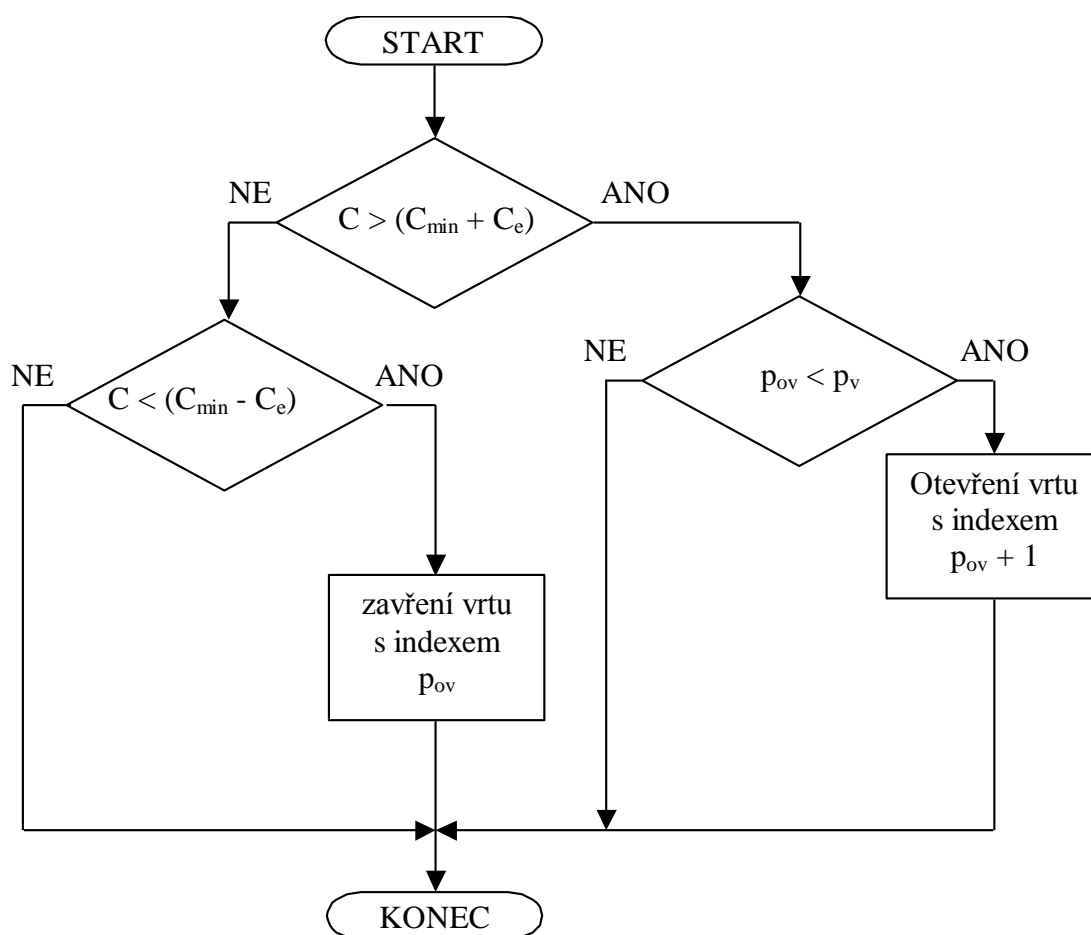 START
NE
ANO
C > (Cmin + Ce)
NE
ANO
C < (Cmin - Ce)
NE
ANO
pov < pv
Otevření vrtu
s indexem
pov + 1
zavření vrtu
s indexem
pov
KONEC